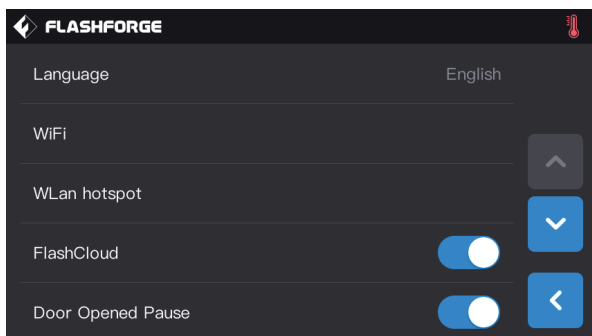 FLASHFORGE
Language English
WiFi
WLan hotspot
FlashCloud
Door Opened Pause